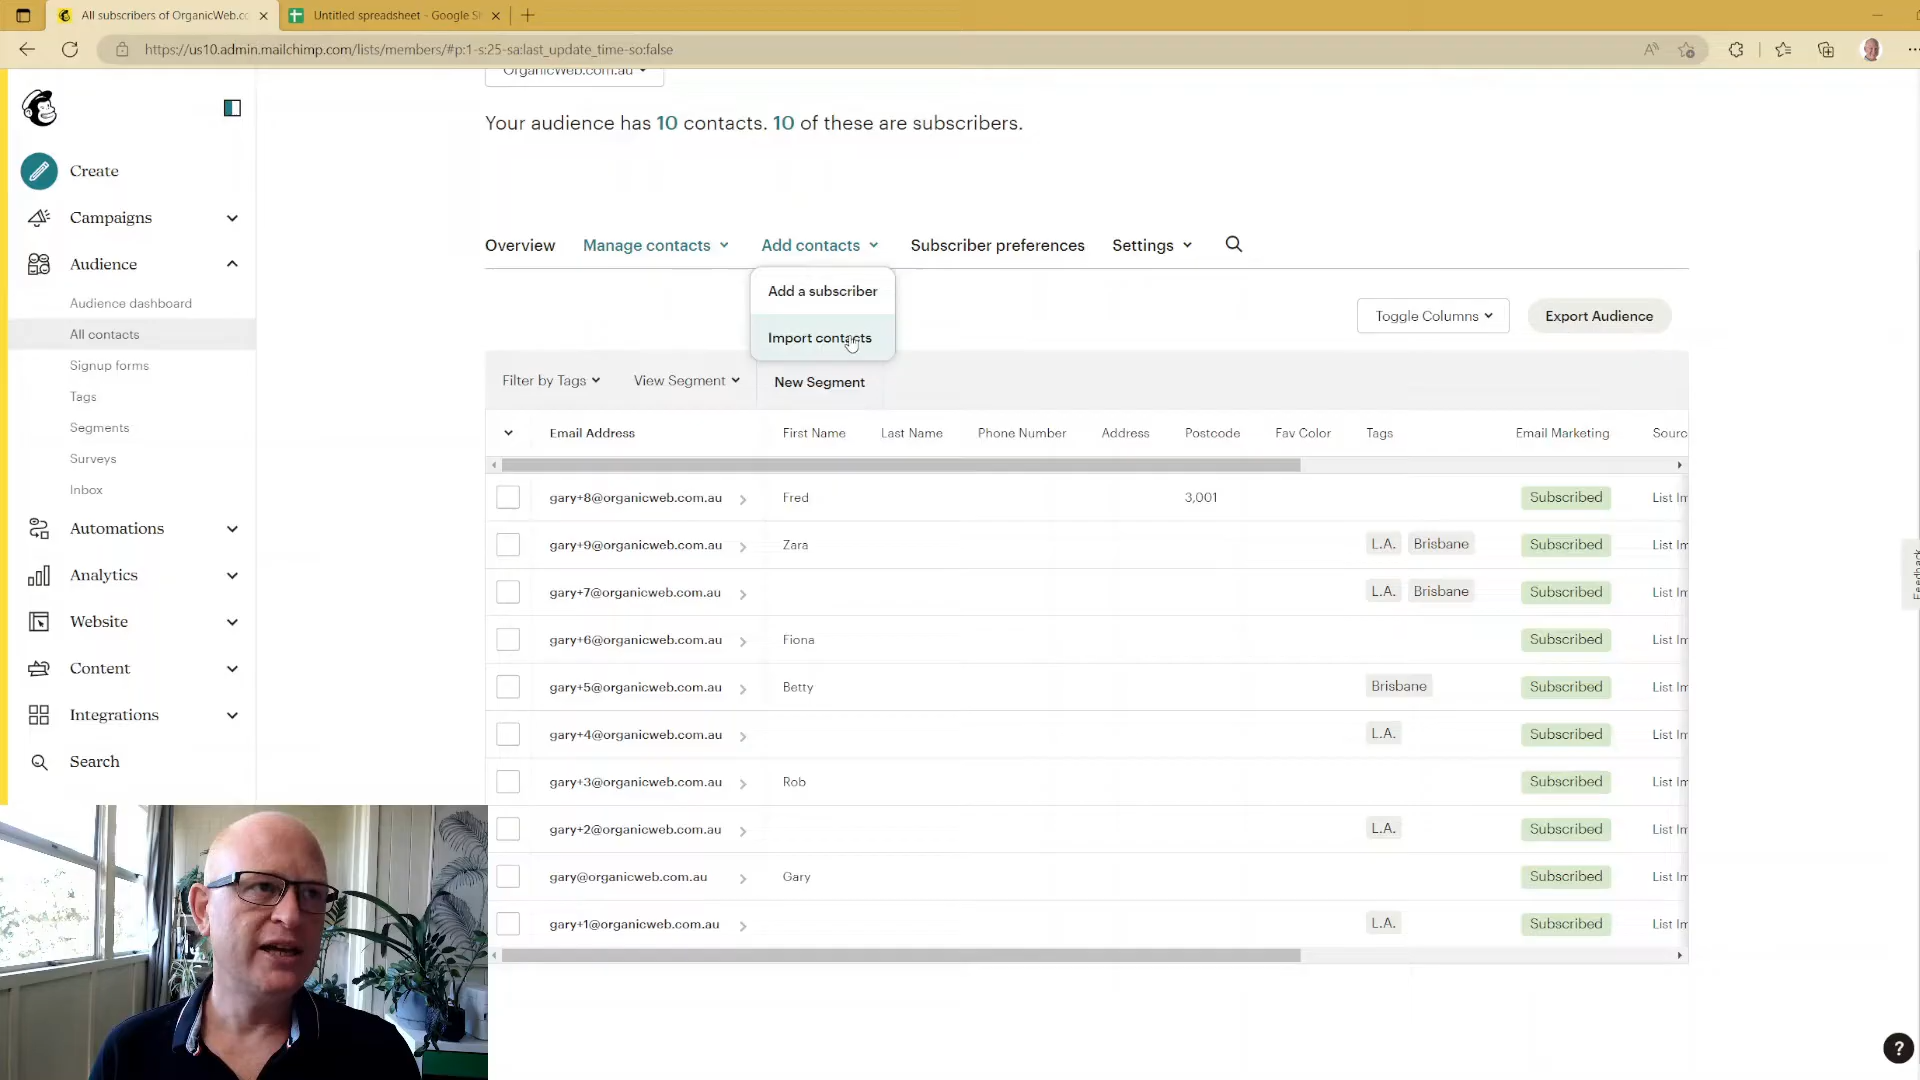 All subscribers of OrganicWeb.co
Untitled spreadsheet - Google Sh
https://us10.admin.mailchimp.com/lists/members/#p:1-s:25-sa:last_update_time-so:false
OrganicWeb.com.au
Your audience has 10 contacts. 10 of these are subscribers.
Create
Campaigns
Audience
Audience dashboard
All contacts
Signup forms
Tags
Segments
Surveys
Inbox
Automations
Analytics
Website
Content
Integrations
Search
Overview Manage contacts Add contacts Subscriber preferences Settings
Add a subscriber
Import contacts
Toggle Columns Export Audience
Filter by Tags View Segment New Segment
Email Address First Name Last Name Phone Number Address Postcode Fav Color Tags Email Marketing Sourc
gary+8@organicweb.com.au Fred 3,001 Subscribed List Im
gary+9@organicweb.com.au Zara L.A. Brisbane Subscribed List Im
gary+7@organicweb.com.au L.A. Brisbane Subscribed List Im
gary+6@organicweb.com.au Fiona Subscribed List Im
gary+5@organicweb.com.au Betty Brisbane Subscribed List Im
gary+4@organicweb.com.au L.A. Subscribed List Im
gary+3@organicweb.com.au Rob Subscribed List Im
gary+2@organicweb.com.au L.A. Subscribed List Im
gary@organicweb.com.au Gary Subscribed List Im
gary+1@organicweb.com.au L.A. Subscribed List Im
Feedback
?